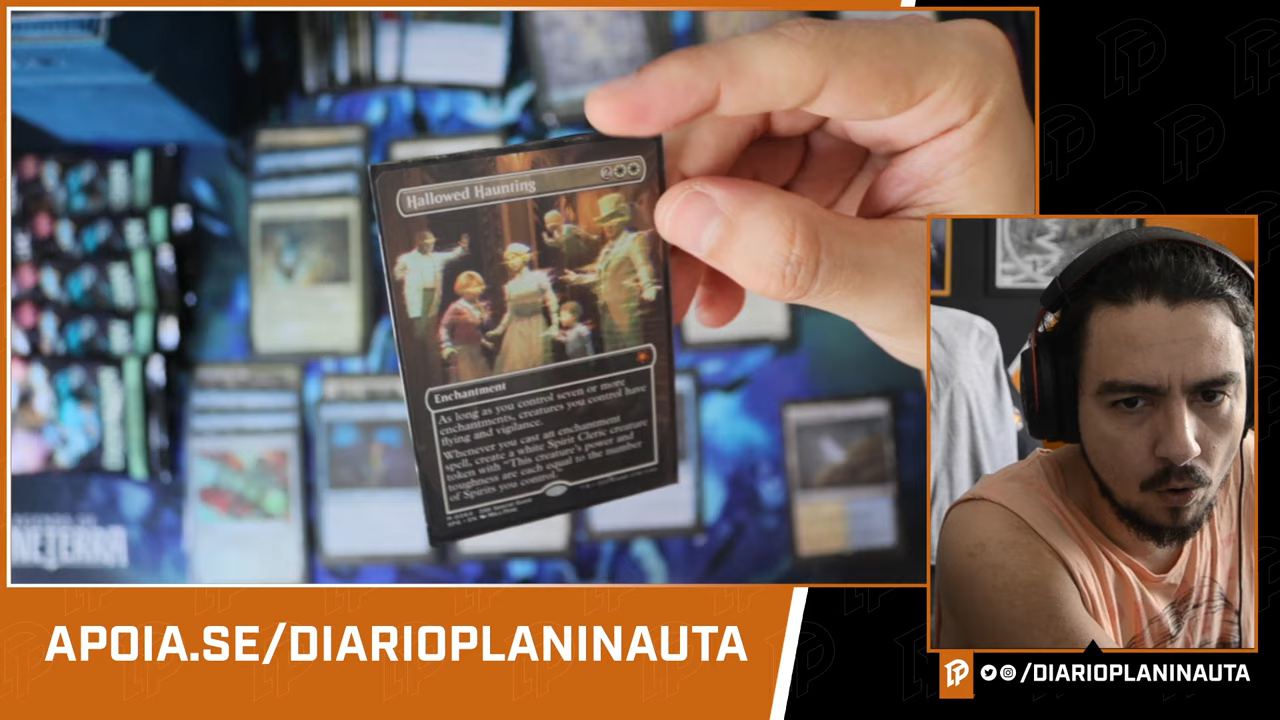 Hallowed Haunting
2
Enchantment
As long as you control seven or more
enchantments, creatures you control have
flying and vigilance.
Whenever you cast an enchantment
spell, create a white Spirit Cleric creature
token with "This creature's power and
toughness are each equal to the number
of Spirits you control."
APOIA.SE/DIARIOPLANINAUTA
/DIARIOPLANINAUTA